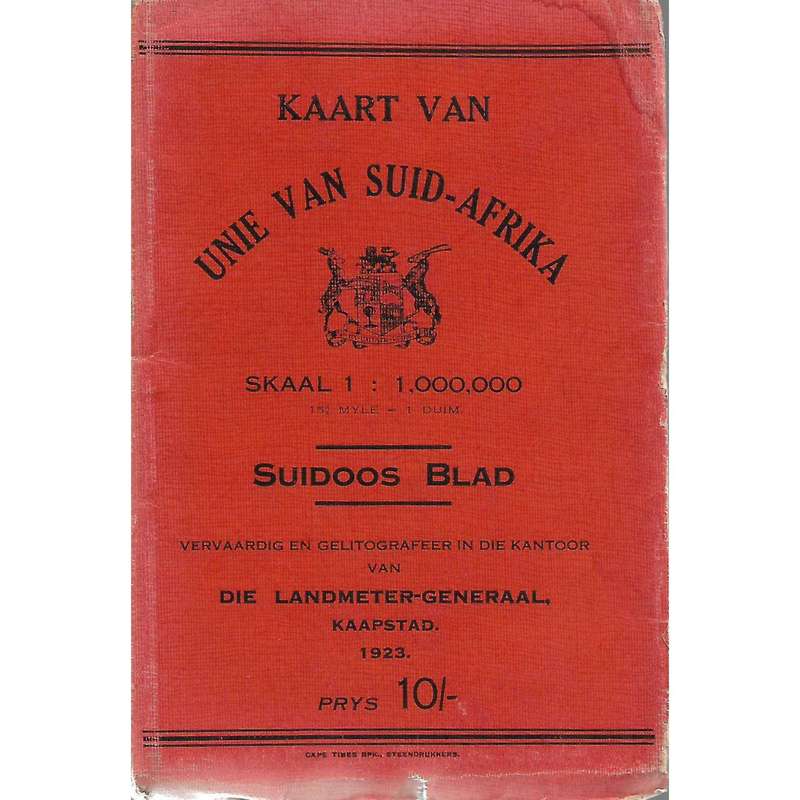 KAART VAN
UNIE VAN SUID-AFRIKA
SKAAL 1 : 1,000,000
MYLE = 1 DUIM.
SUIDOOS BLAD
VERVAARDIG EN GELITOGRAFEER IN DIE KANTOOR
VAN
DIE LANDMETER-GENERAAL,
KAAPSTAD.
1923.
PRYS 10/-
CAPE TIMES BPK., STEENDRUKKERS.